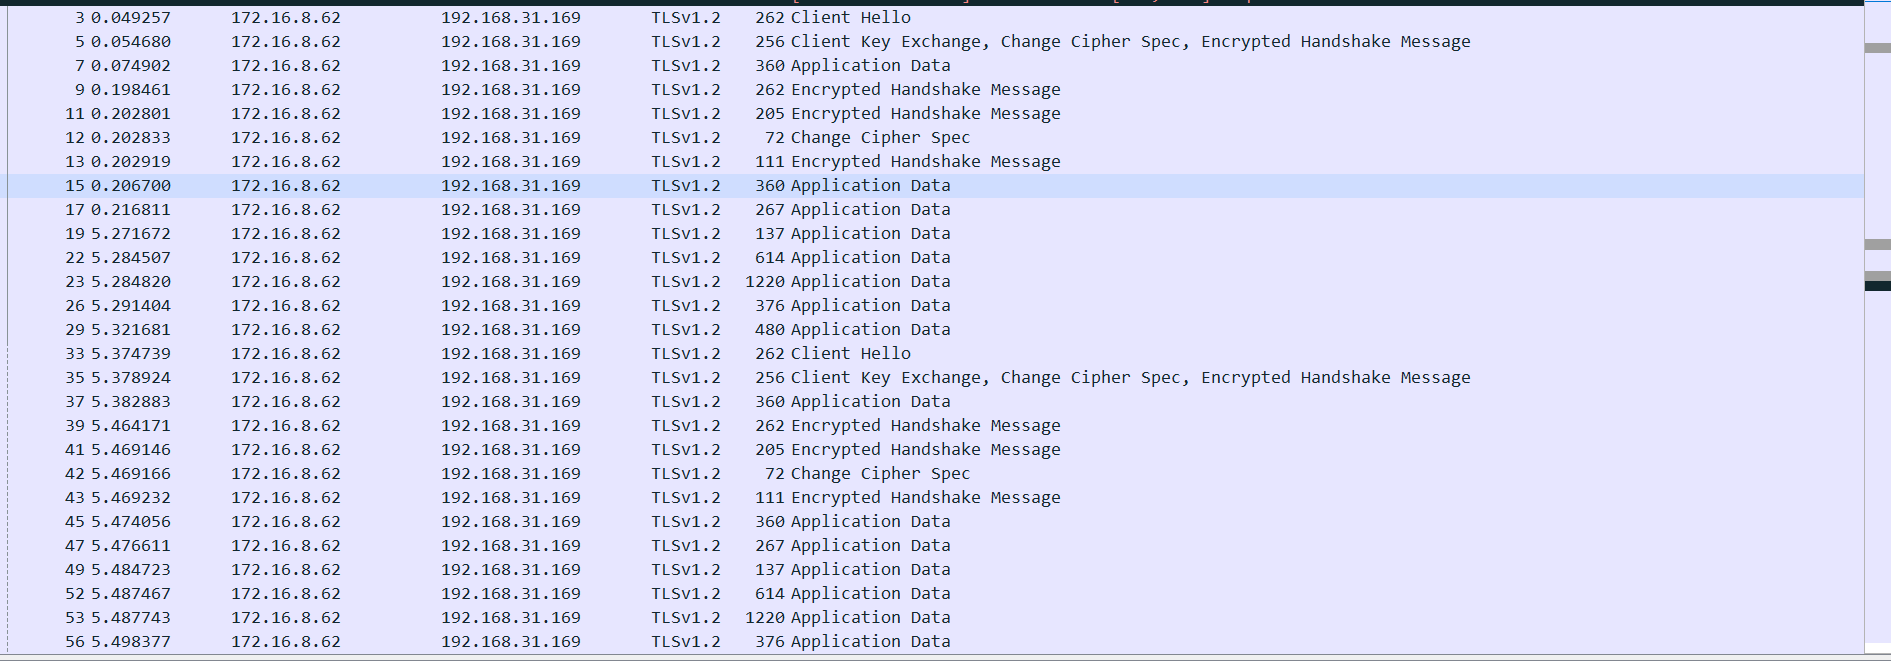 3 0.049257 172.16.8.62 192.168.31.169 TLSv1.2 262 Client Hello
5 0.054680 172.16.8.62 192.168.31.169 TLSv1.2 256 Client Key Exchange, Change Cipher Spec, Encrypted Handshake Message
7 0.074902 172.16.8.62 192.168.31.169 TLSv1.2 360 Application Data
9 0.198461 172.16.8.62 192.168.31.169 TLSv1.2 262 Encrypted Handshake Message
11 0.202801 172.16.8.62 192.168.31.169 TLSv1.2 205 Encrypted Handshake Message
12 0.202833 172.16.8.62 192.168.31.169 TLSv1.2 72 Change Cipher Spec
13 0.202919 172.16.8.62 192.168.31.169 TLSv1.2 111 Encrypted Handshake Message
15 0.206700 172.16.8.62 192.168.31.169 TLSv1.2 360 Application Data
17 0.216811 172.16.8.62 192.168.31.169 TLSv1.2 267 Application Data
19 5.271672 172.16.8.62 192.168.31.169 TLSv1.2 137 Application Data
22 5.284507 172.16.8.62 192.168.31.169 TLSv1.2 614 Application Data
23 5.284820 172.16.8.62 192.168.31.169 TLSv1.2 1220 Application Data
26 5.291404 172.16.8.62 192.168.31.169 TLSv1.2 376 Application Data
29 5.321681 172.16.8.62 192.168.31.169 TLSv1.2 480 Application Data
33 5.374739 172.16.8.62 192.168.31.169 TLSv1.2 262 Client Hello
35 5.378924 172.16.8.62 192.168.31.169 TLSv1.2 256 Client Key Exchange, Change Cipher Spec, Encrypted Handshake Message
37 5.382883 172.16.8.62 192.168.31.169 TLSv1.2 360 Application Data
39 5.464171 172.16.8.62 192.168.31.169 TLSv1.2 262 Encrypted Handshake Message
41 5.469146 172.16.8.62 192.168.31.169 TLSv1.2 205 Encrypted Handshake Message
42 5.469166 172.16.8.62 192.168.31.169 TLSv1.2 72 Change Cipher Spec
43 5.469232 172.16.8.62 192.168.31.169 TLSv1.2 111 Encrypted Handshake Message
45 5.474056 172.16.8.62 192.168.31.169 TLSv1.2 360 Application Data
47 5.476611 172.16.8.62 192.168.31.169 TLSv1.2 267 Application Data
49 5.484723 172.16.8.62 192.168.31.169 TLSv1.2 137 Application Data
52 5.487467 172.16.8.62 192.168.31.169 TLSv1.2 614 Application Data
53 5.487743 172.16.8.62 192.168.31.169 TLSv1.2 1220 Application Data
56 5.498377 172.16.8.62 192.168.31.169 TLSv1.2 376 Application Data